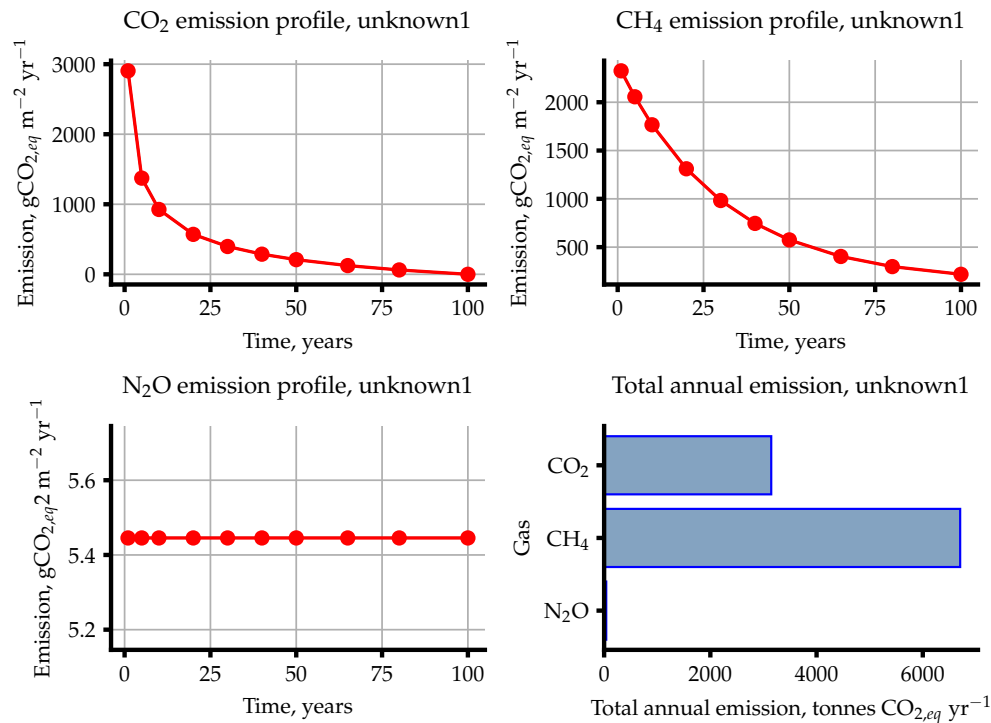 CO₂ emission profile, unknown1
Emission, gCO₂,eq m⁻² yr⁻¹
3000
2000
1000
0
0 25 50 75 100
Time, years
CH₄ emission profile, unknown1
Emission, gCO₂,eq m⁻² yr⁻¹
2000
1500
1000
500
0 25 50 75 100
Time, years
N₂O emission profile, unknown1
Emission, gCO₂,eq2 m⁻² yr⁻¹
5.6
5.4
5.2
0 25 50 75 100
Time, years
Total annual emission, unknown1
Gas
CO₂
CH₄
N₂O
0 2000 4000 6000
Total annual emission, tonnes CO₂,eq yr⁻¹